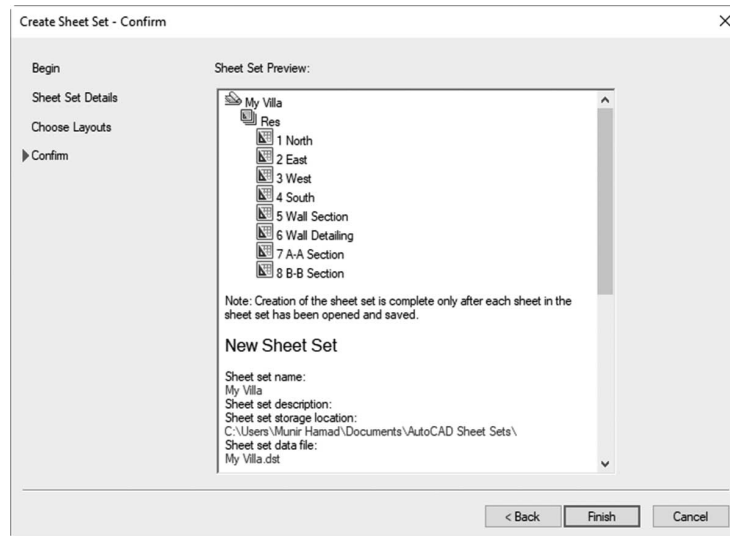 Create Sheet Set - Confirm
Begin
Sheet Set Details
Choose Layouts
Confirm
Sheet Set Preview:
My Villa
Res
1 North
2 East
3 West
4 South
5 Wall Section
6 Wall Detailing
7 A-A Section
8 B-B Section
Note: Creation of the sheet set is complete only after each sheet in the
sheet set has been opened and saved.
New Sheet Set
Sheet set name:
My Villa
Sheet set description:
Sheet set storage location:
C:\Users\Munir Hamad\Documents\AutoCAD Sheet Sets\
Sheet set data file:
My Villa.dst
< Back
Finish
Cancel